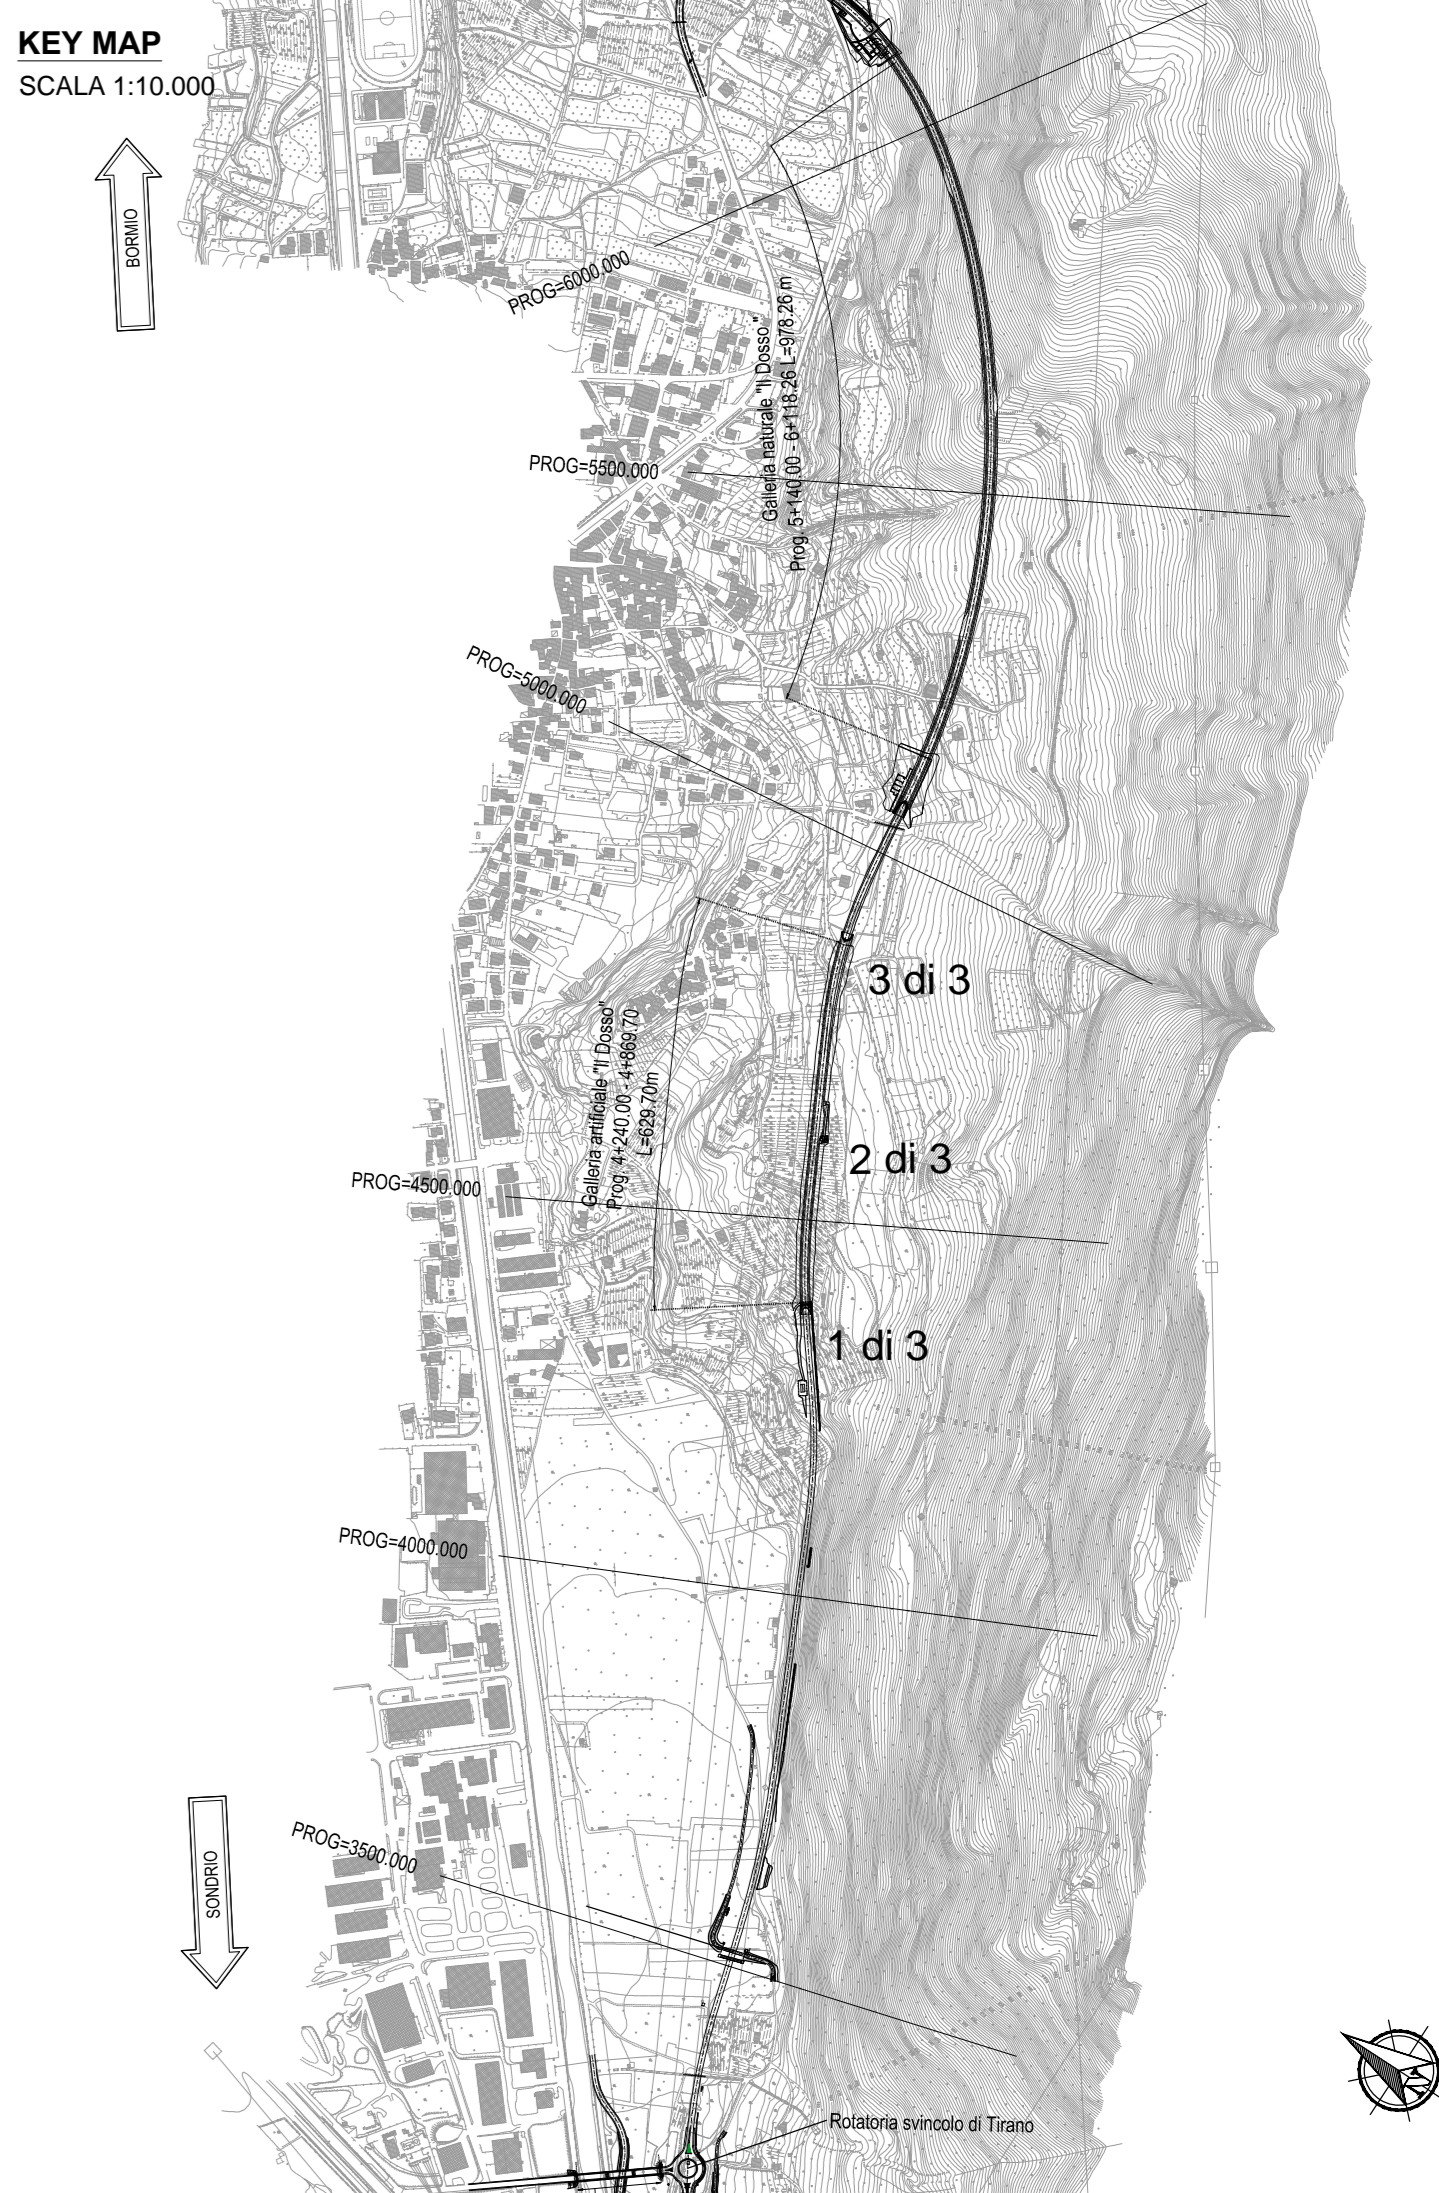 KEY MAP
SCALA 1:10.000
BORMIO
PROG=6000.000
Galleria naturale "Il Dosso"
Prog. 5+140.00 - 6+118.26 L=978.26 m
PROG=5500.000
PROG=5000.000
3 di 3
Galleria artificiale "Il Dosso"
Prog. 4+240.00 - 4+869.70
L=629.70m
2 di 3
PROG=4500.000
1 di 3
PROG=4000.000
PROG=3500.000
SONDRIO
Rotatoria svincolo di Tirano